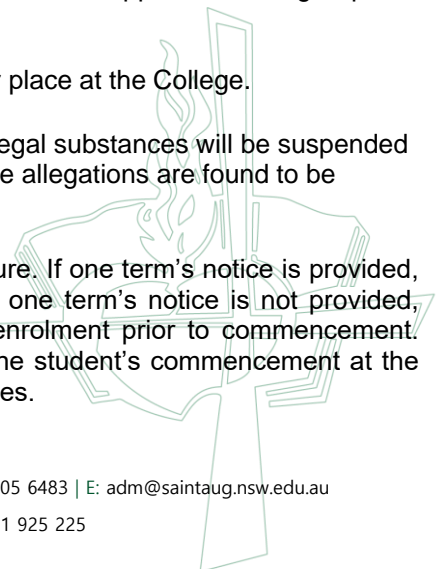 place at the College.
egal substances will be suspended
e allegations are found to be
ure. If one term's notice is provided,
one term's notice is not provided,
enrolment prior to commencement.
ne student's commencement at the
es.
05 6483 | E: adm@saintaug.nsw.edu.au
1 925 225